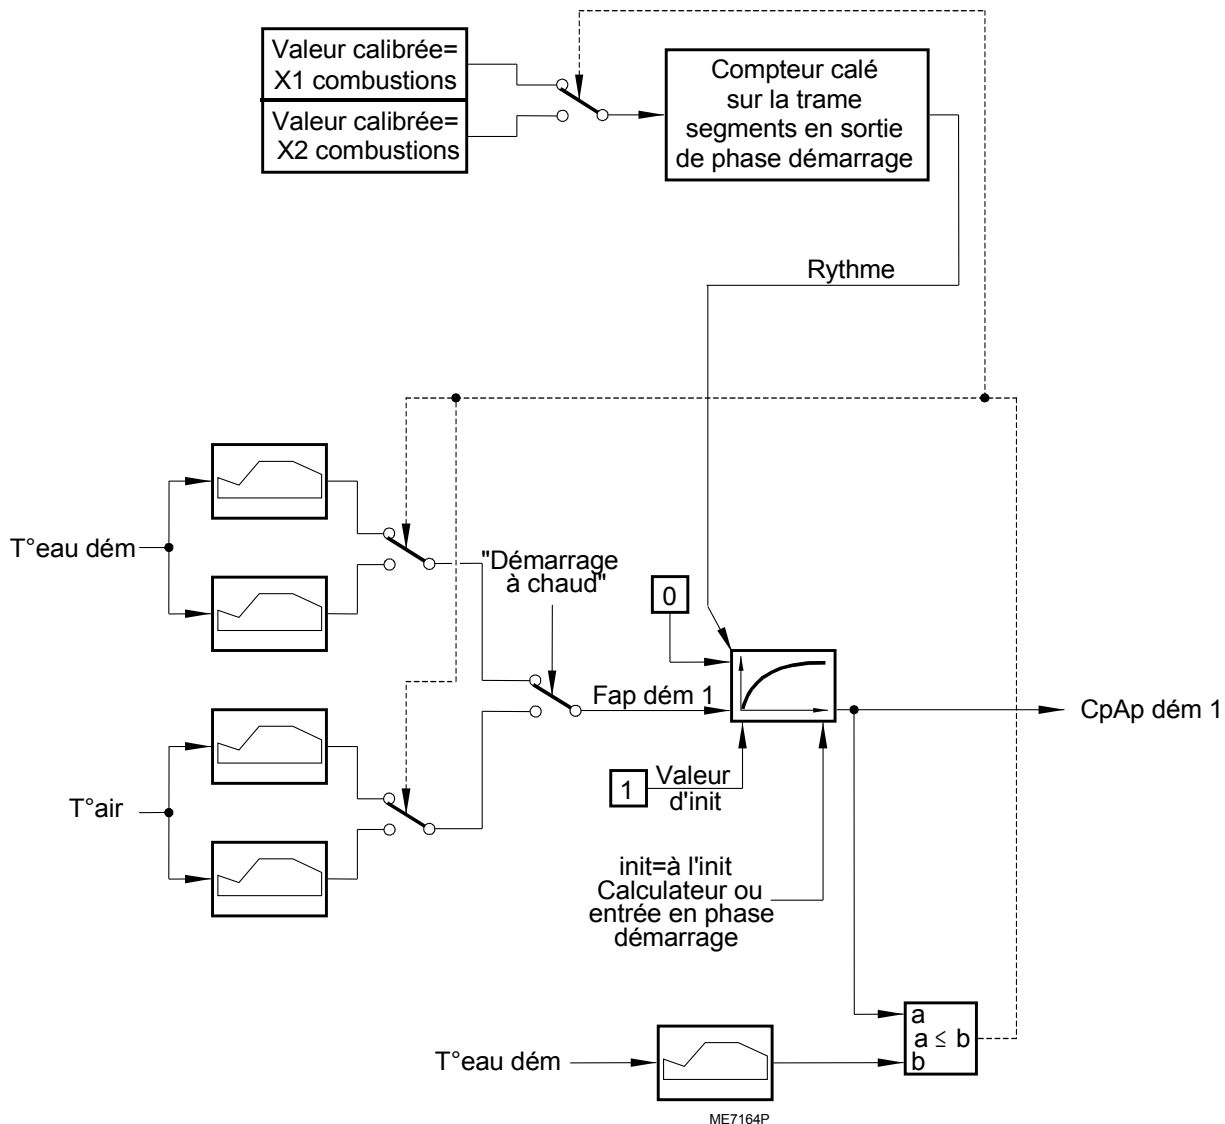 Valeur calibrée=
X1 combustions
Valeur calibrée=
X2 combustions
Compteur calé
sur la trame
segments en sortie
de phase démarrage
Rythme
T°eau dém
"Démarrage
à chaud"
0
Fap dém 1
CpAp dém 1
1
Valeur
d'init
T°air
init=à l'init
Calculateur ou
entrée en phase
démarrage
a
a ≤ b
b
T°eau dém
ME7164P